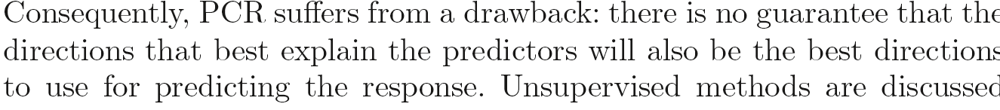 Consequently, PCR suffers from a drawback: there is no guarantee that the
directions that best explain the predictors will also be the best directions
to use for predicting the response. Unsupervised methods are discussed